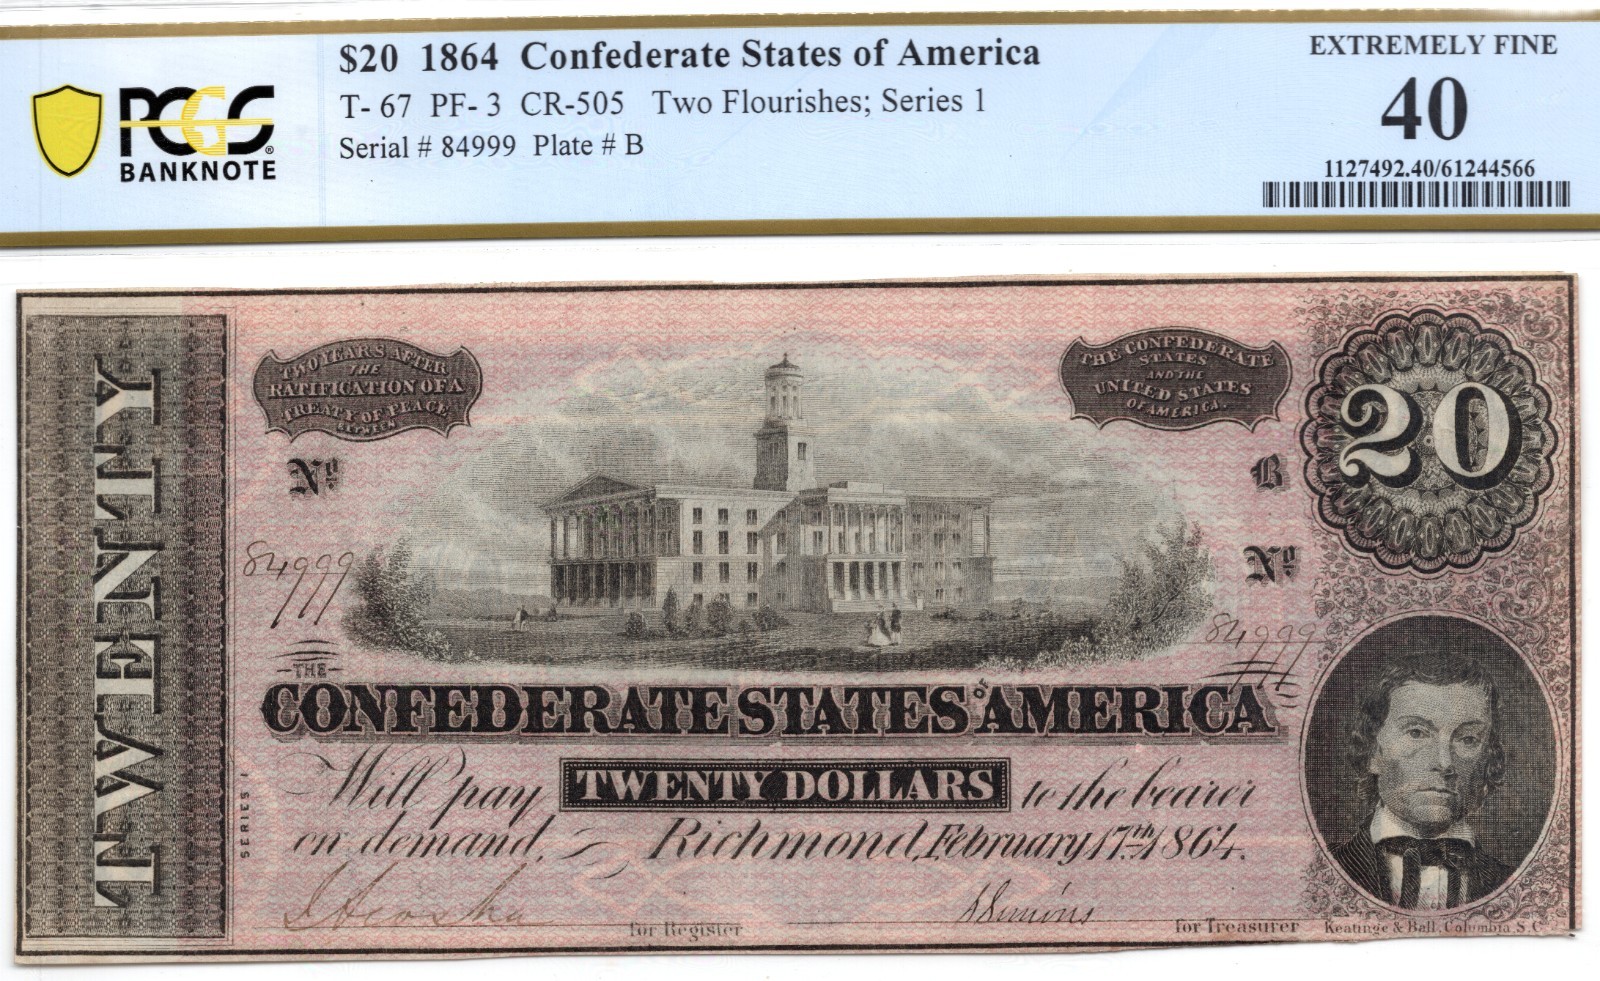 $20 1864 Confederate States of America
T- 67 PF- 3 CR-505 Two Flourishes; Series 1
Serial # 84999 Plate # B
PCGS®
BANKNOTE
EXTREMELY FINE
40
1127492.40/61244566
TWENTY
TWO YEARS AFTER
THE
RATIFICATION OF A
TREATY OF PEACE
BETWEEN
THE CONFEDERATE
STATES
AND THE
UNITED STATES
OF AMERICA.
20
No
B
84999
No
84999
THE
CONFEDERATE STATES OF AMERICA
Will pay TWENTY DOLLARS to the bearer
on demand. Richmond, February 17th 1864.
SERIES 1
for Register
for Treasurer
Keatinge & Ball, Columbia, S.C.